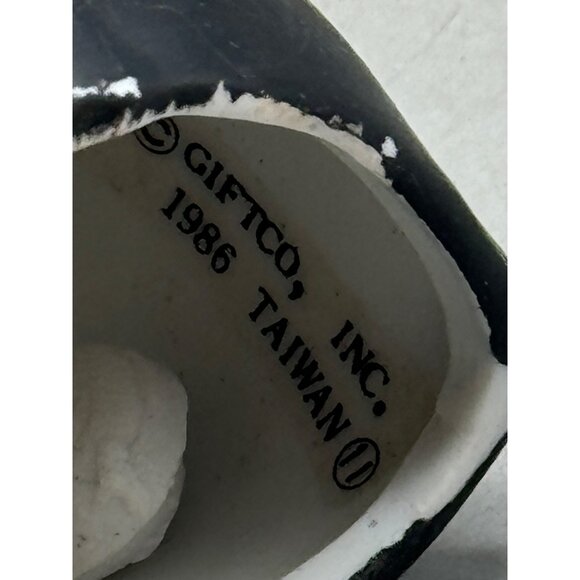 © GIFTCO, INC.
1986 TAIWAN ⑪